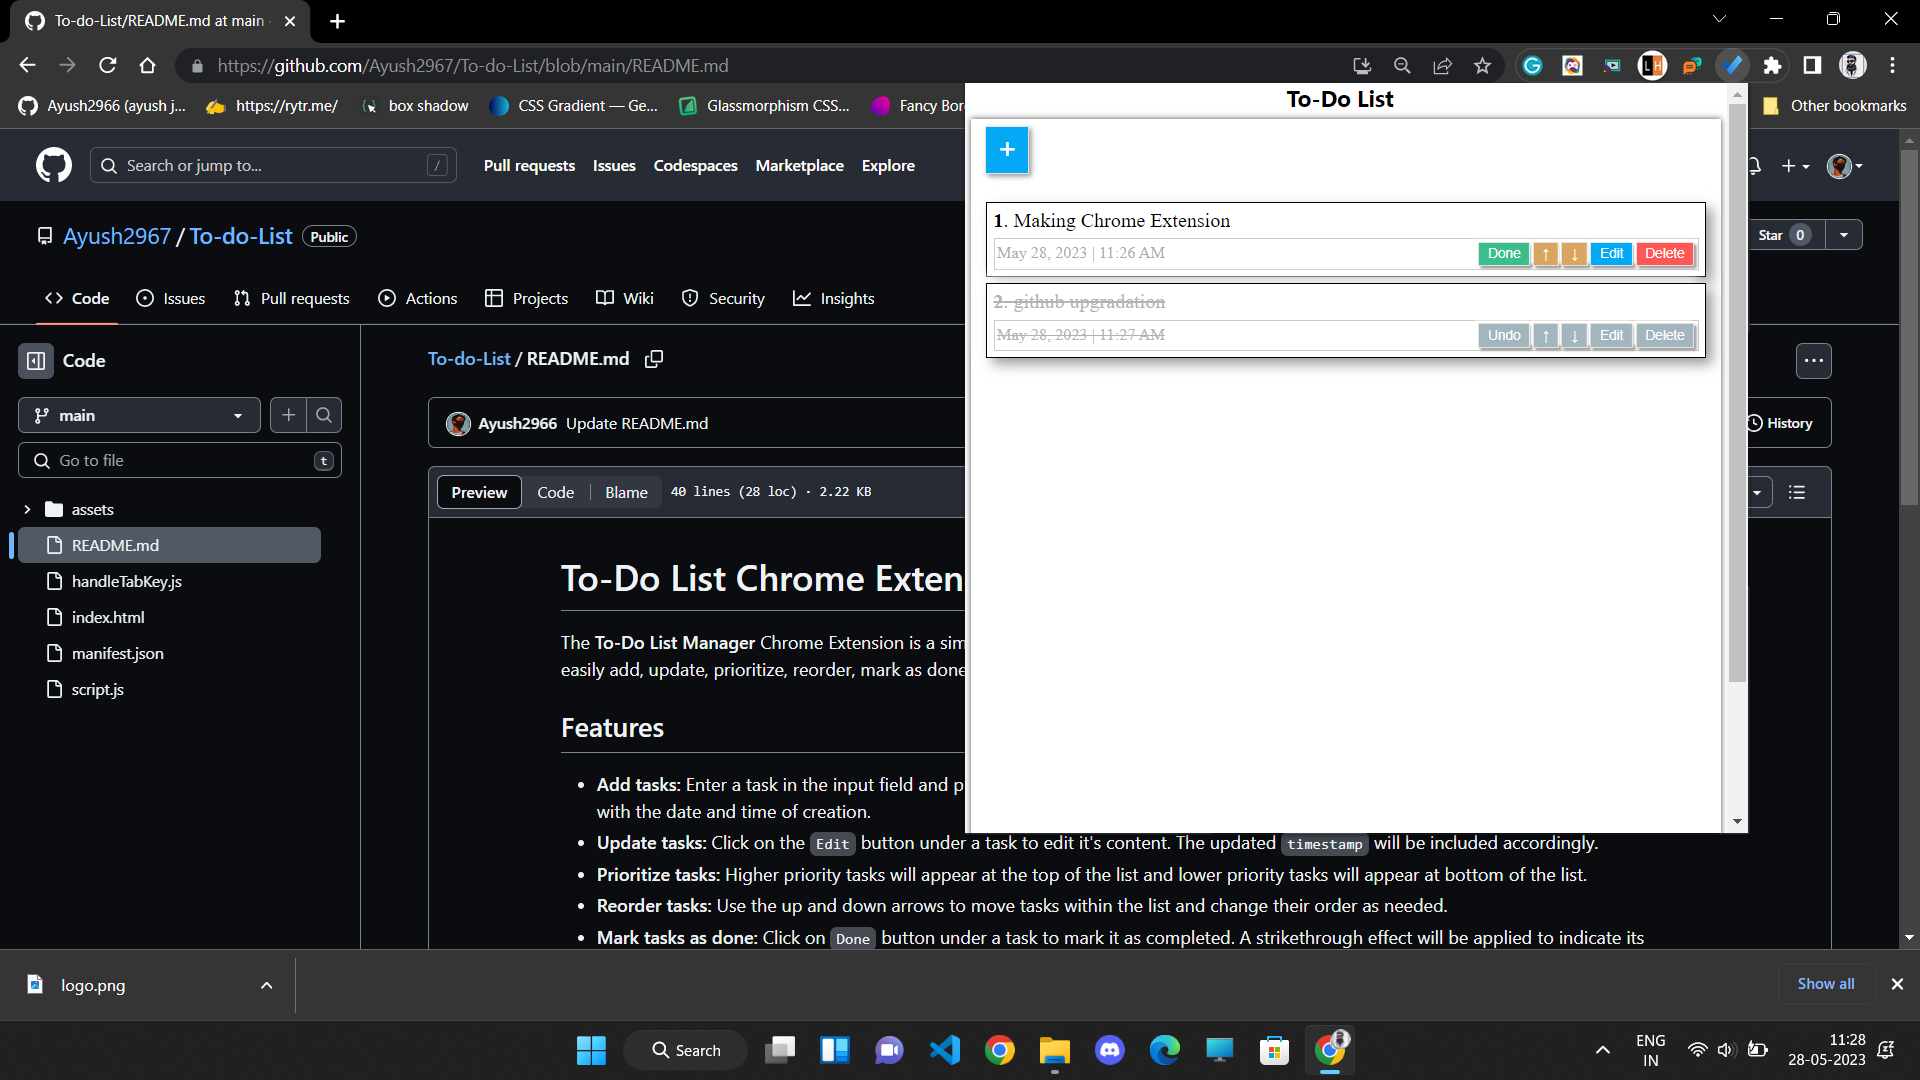 To-do-List/README.md at main
https://github.com/Ayush2967/To-do-List/blob/main/README.md
Ayush2966 (ayush j...
https://rytr.me/
box shadow
CSS Gradient — Ge...
Glassmorphism CSS...
Fancy Bor
Other bookmarks
Search or jump to...
/
Pull requests
Issues
Codespaces
Marketplace
Explore
Ayush2967 / To-do-List
Public
Star 0
Code
Issues
Pull requests
Actions
Projects
Wiki
Security
Insights
Code
main
Go to file
t
assets
README.md
handleTabKey.js
index.html
manifest.json
script.js
To-do-List / README.md
Ayush2966 Update README.md
History
Preview
Code
Blame
40 lines (28 loc) · 2.22 KB
To-Do List Chrome Exten
The To-Do List Manager Chrome Extension is a sim
easily add, update, prioritize, reorder, mark as done
Features
• Add tasks: Enter a task in the input field and p
with the date and time of creation.
• Update tasks: Click on the Edit button under a task to edit it's content. The updated timestamp will be included accordingly.
• Prioritize tasks: Higher priority tasks will appear at the top of the list and lower priority tasks will appear at bottom of the list.
• Reorder tasks: Use the up and down arrows to move tasks within the list and change their order as needed.
• Mark tasks as done: Click on Done button under a task to mark it as completed. A strikethrough effect will be applied to indicate its
To-Do List
+
1. Making Chrome Extension
May 28, 2023 | 11:26 AM
Done ↑ ↓ Edit Delete
2. github upgradation
May 28, 2023 | 11:27 AM
Undo ↑ ↓ Edit Delete
logo.png
Show all
Search
ENG
IN
11:28
28-05-2023